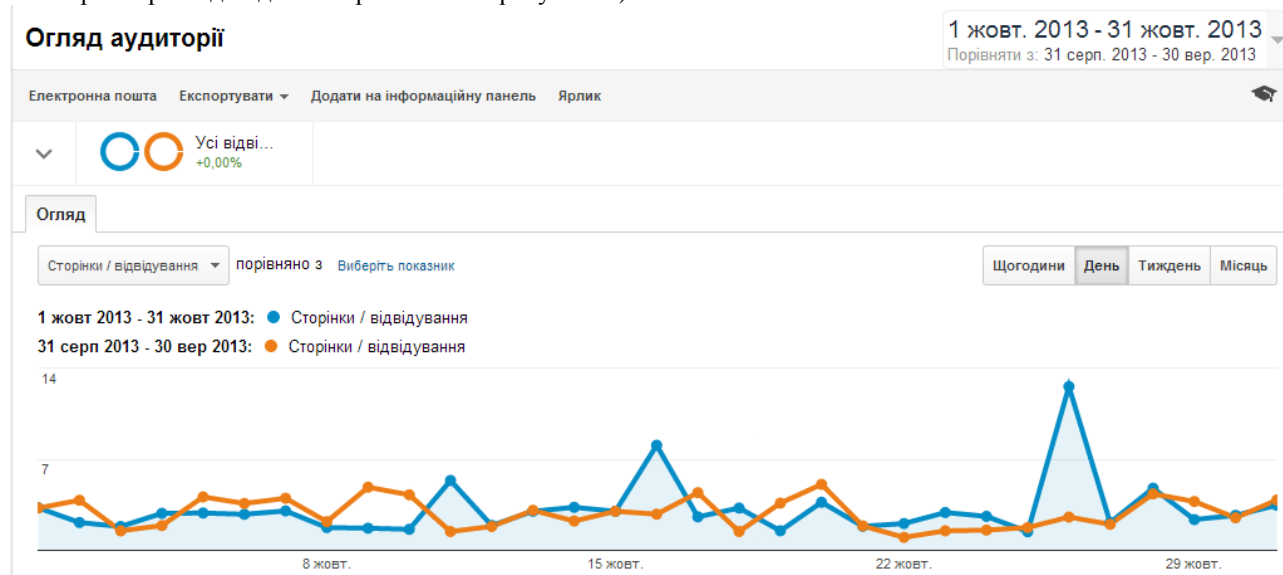 Огляд аудиторії
1 жовт. 2013 - 31 жовт. 2013
Порівняти з: 31 серп. 2013 - 30 вер. 2013
Електронна пошта Експортувати Додати на інформаційну панель Ярлик
Усі відві...
+0,00%
Огляд
Сторінки / відвідування порівняно з Виберіть показник
Щогодини День Тиждень Місяць
1 жовт 2013 - 31 жовт 2013: Сторінки / відвідування
31 серп 2013 - 30 вер 2013: Сторінки / відвідування
14
7
8 жовт. 15 жовт. 22 жовт. 29 жовт.